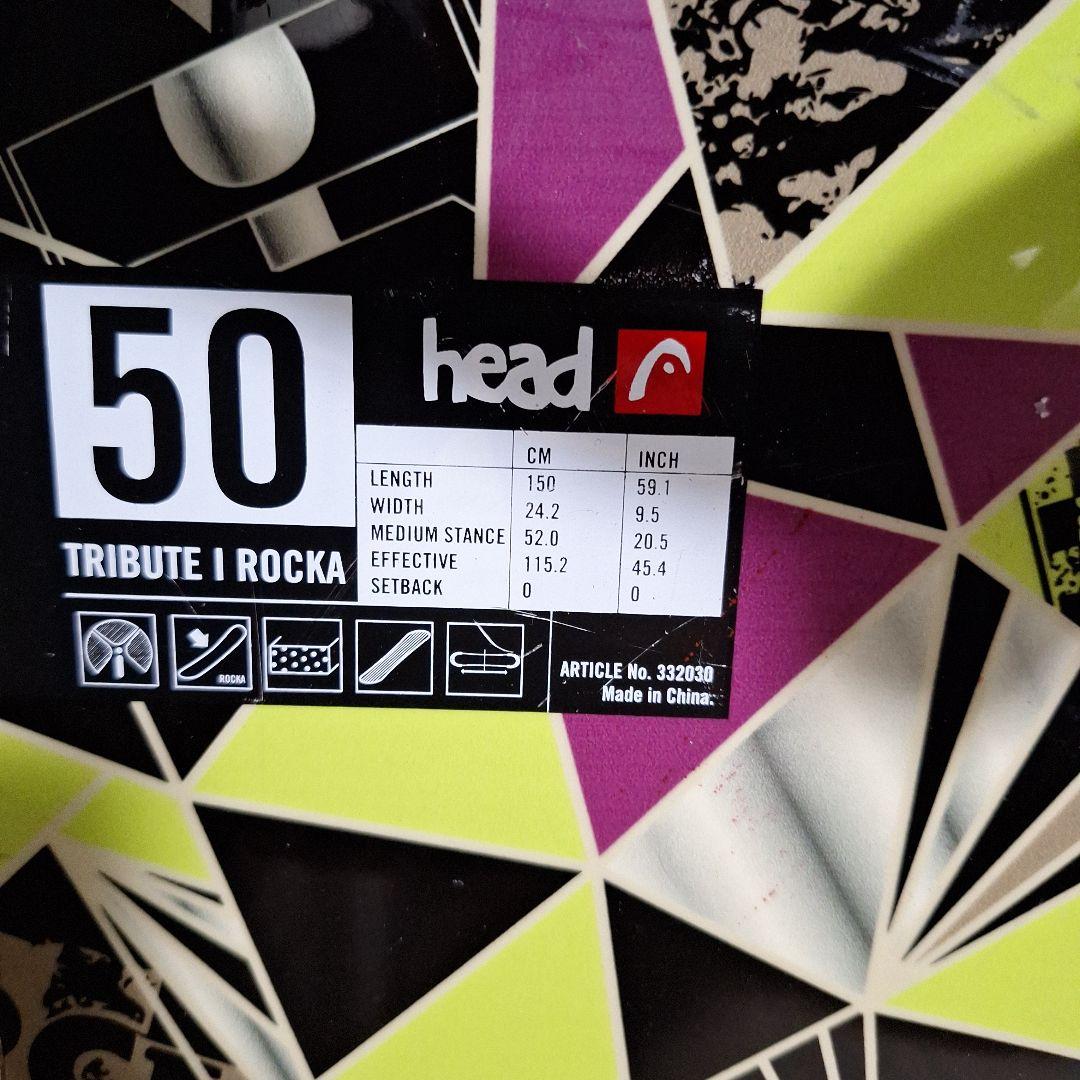 50
head
CM INCH
LENGTH 150 59.1
WIDTH 24.2 9.5
MEDIUM STANCE 52.0 20.5
EFFECTIVE 115.2 45.4
SETBACK 0 0
TRIBUTE I ROCKA
ROCKA
ARTICLE No. 332030
Made in China.